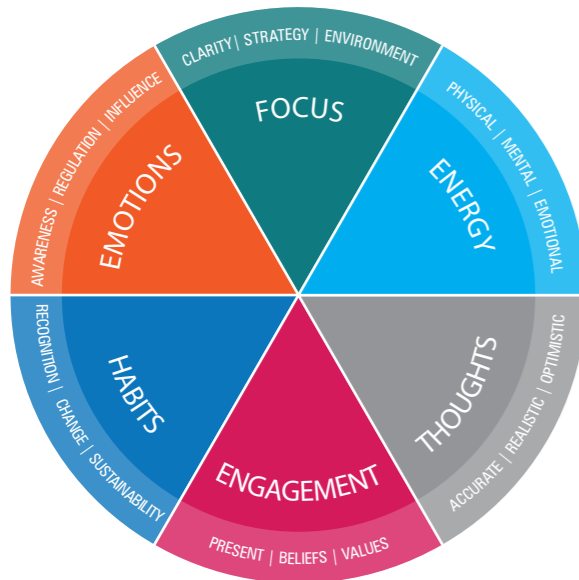 CLARITY | STRATEGY | ENVIRONMENT
FOCUS
PHYSICAL | MENTAL | EMOTIONAL
ENERGY
ACCURATE | REALISTIC | OPTIMISTIC
THOUGHTS
ENGAGEMENT
PRESENT | BELIEFS | VALUES
HABITS
RECOGNITION | CHANGE | SUSTAINABILITY
AWARENESS | REGULATION | INFLUENCE
EMOTIONS